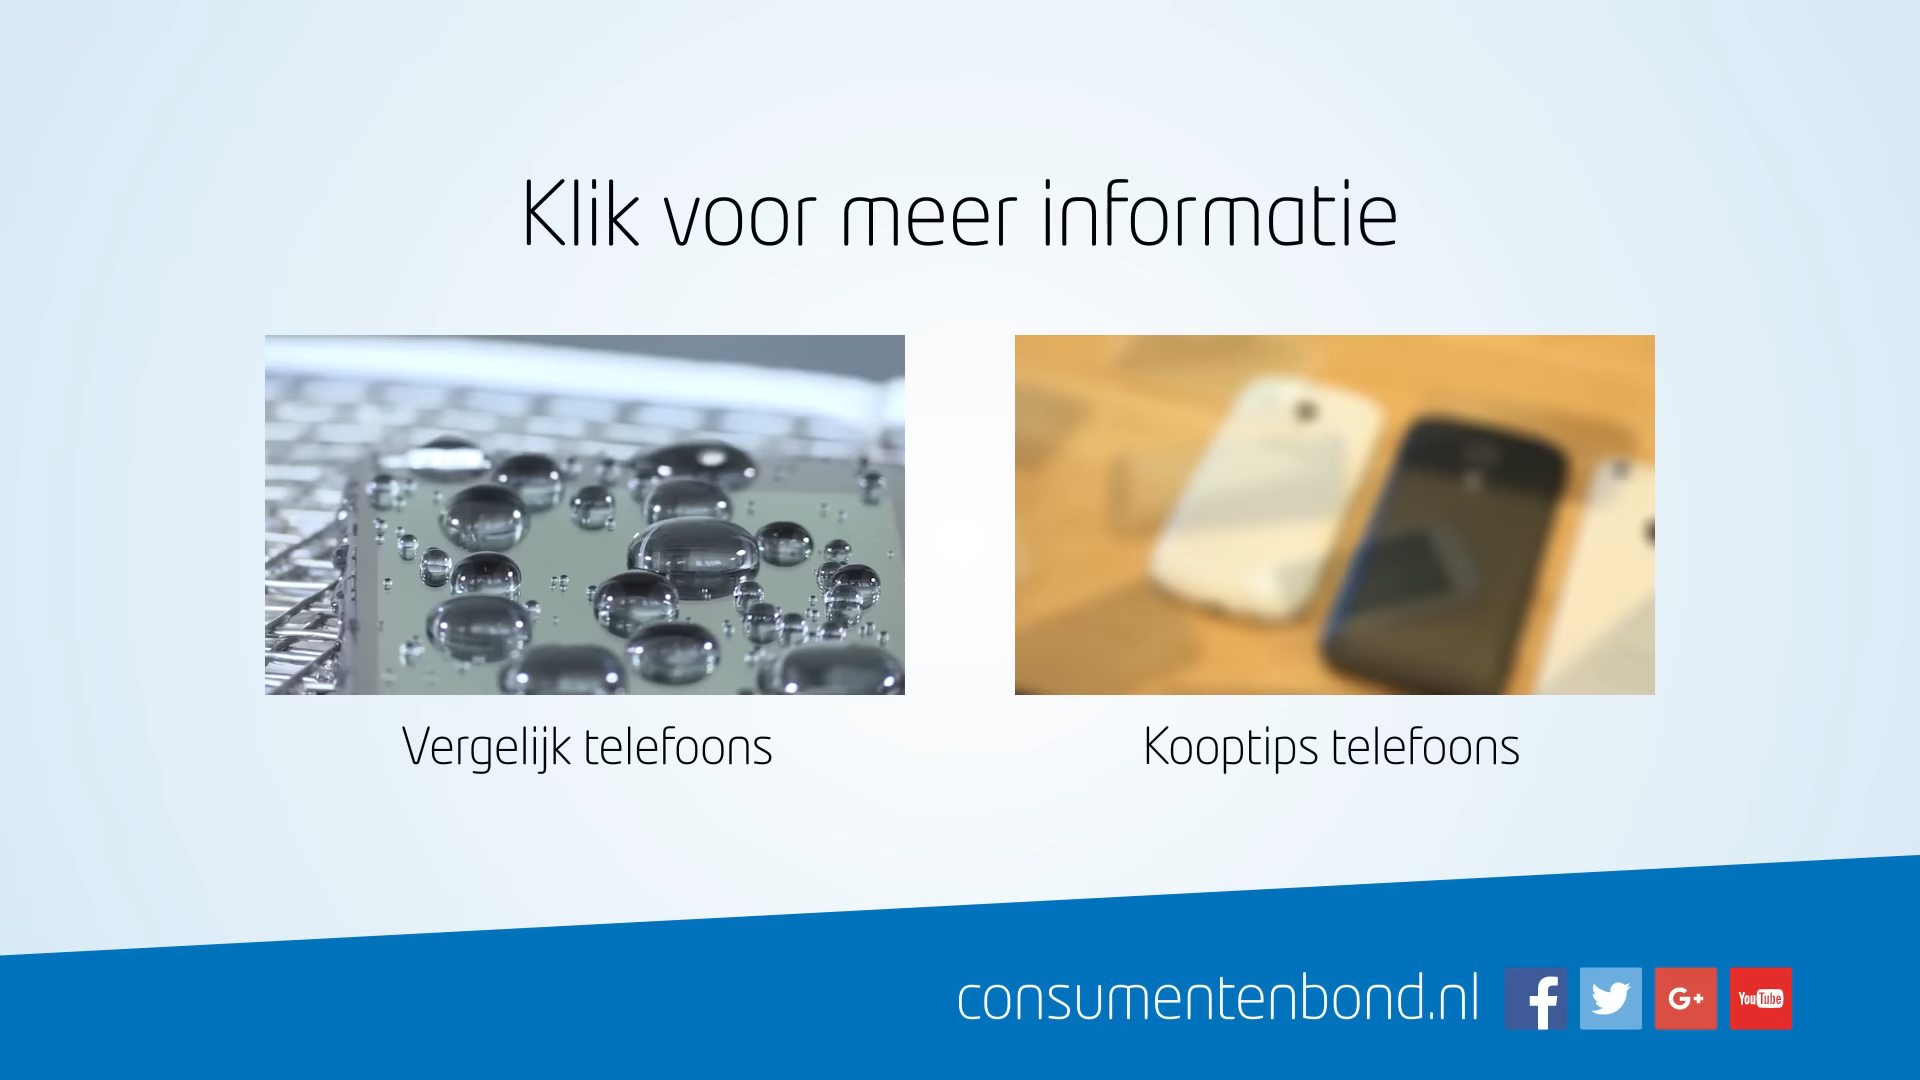 Klik voor meer informatie
Vergelijk telefoons
Kooptips telefoons
consumentenbond.nl
f
G+
YouTube